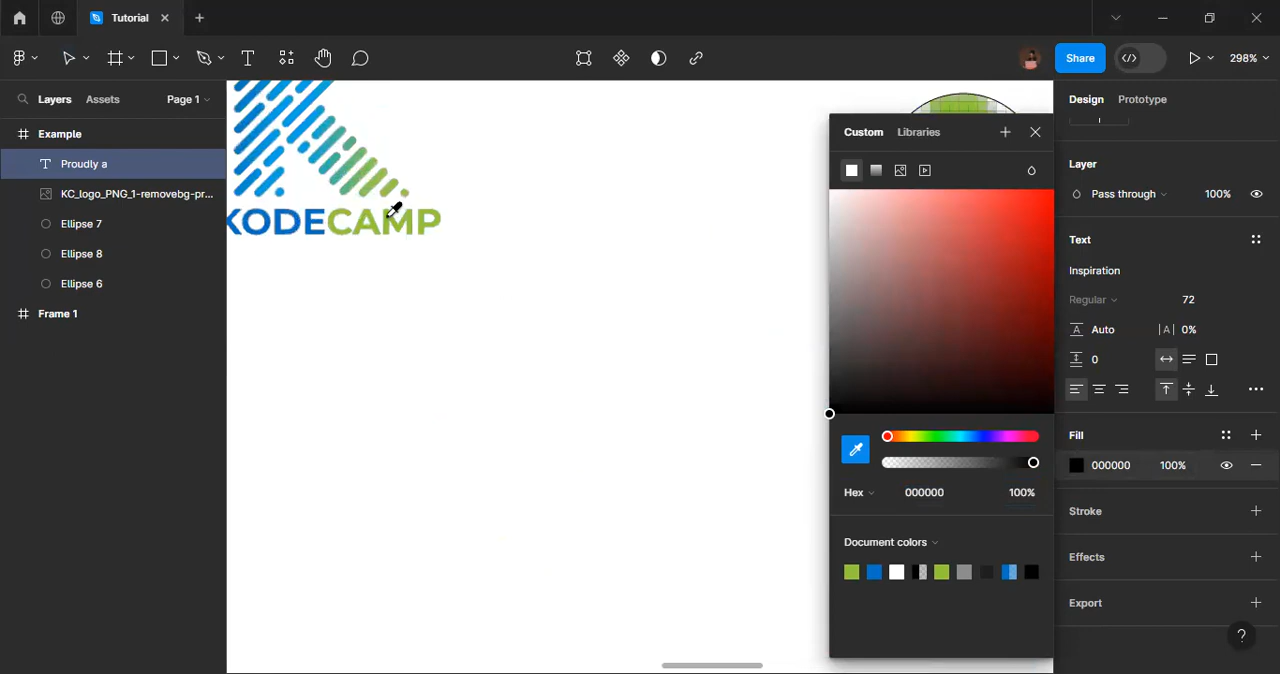 Tutorial
Share
298%
Layers Assets Page 1
Example
Proudly a
KC_logo_PNG_1-removebg-pr...
Ellipse 7
Ellipse 8
Ellipse 6
Frame 1
KODECAMP
Custom Libraries
Hex 000000 100%
Document colors
Design Prototype
Layer
Pass through 100%
Text
Inspiration
Regular 72
Auto |A| 0%
0
Fill
000000 100%
Stroke
Effects
Export
?